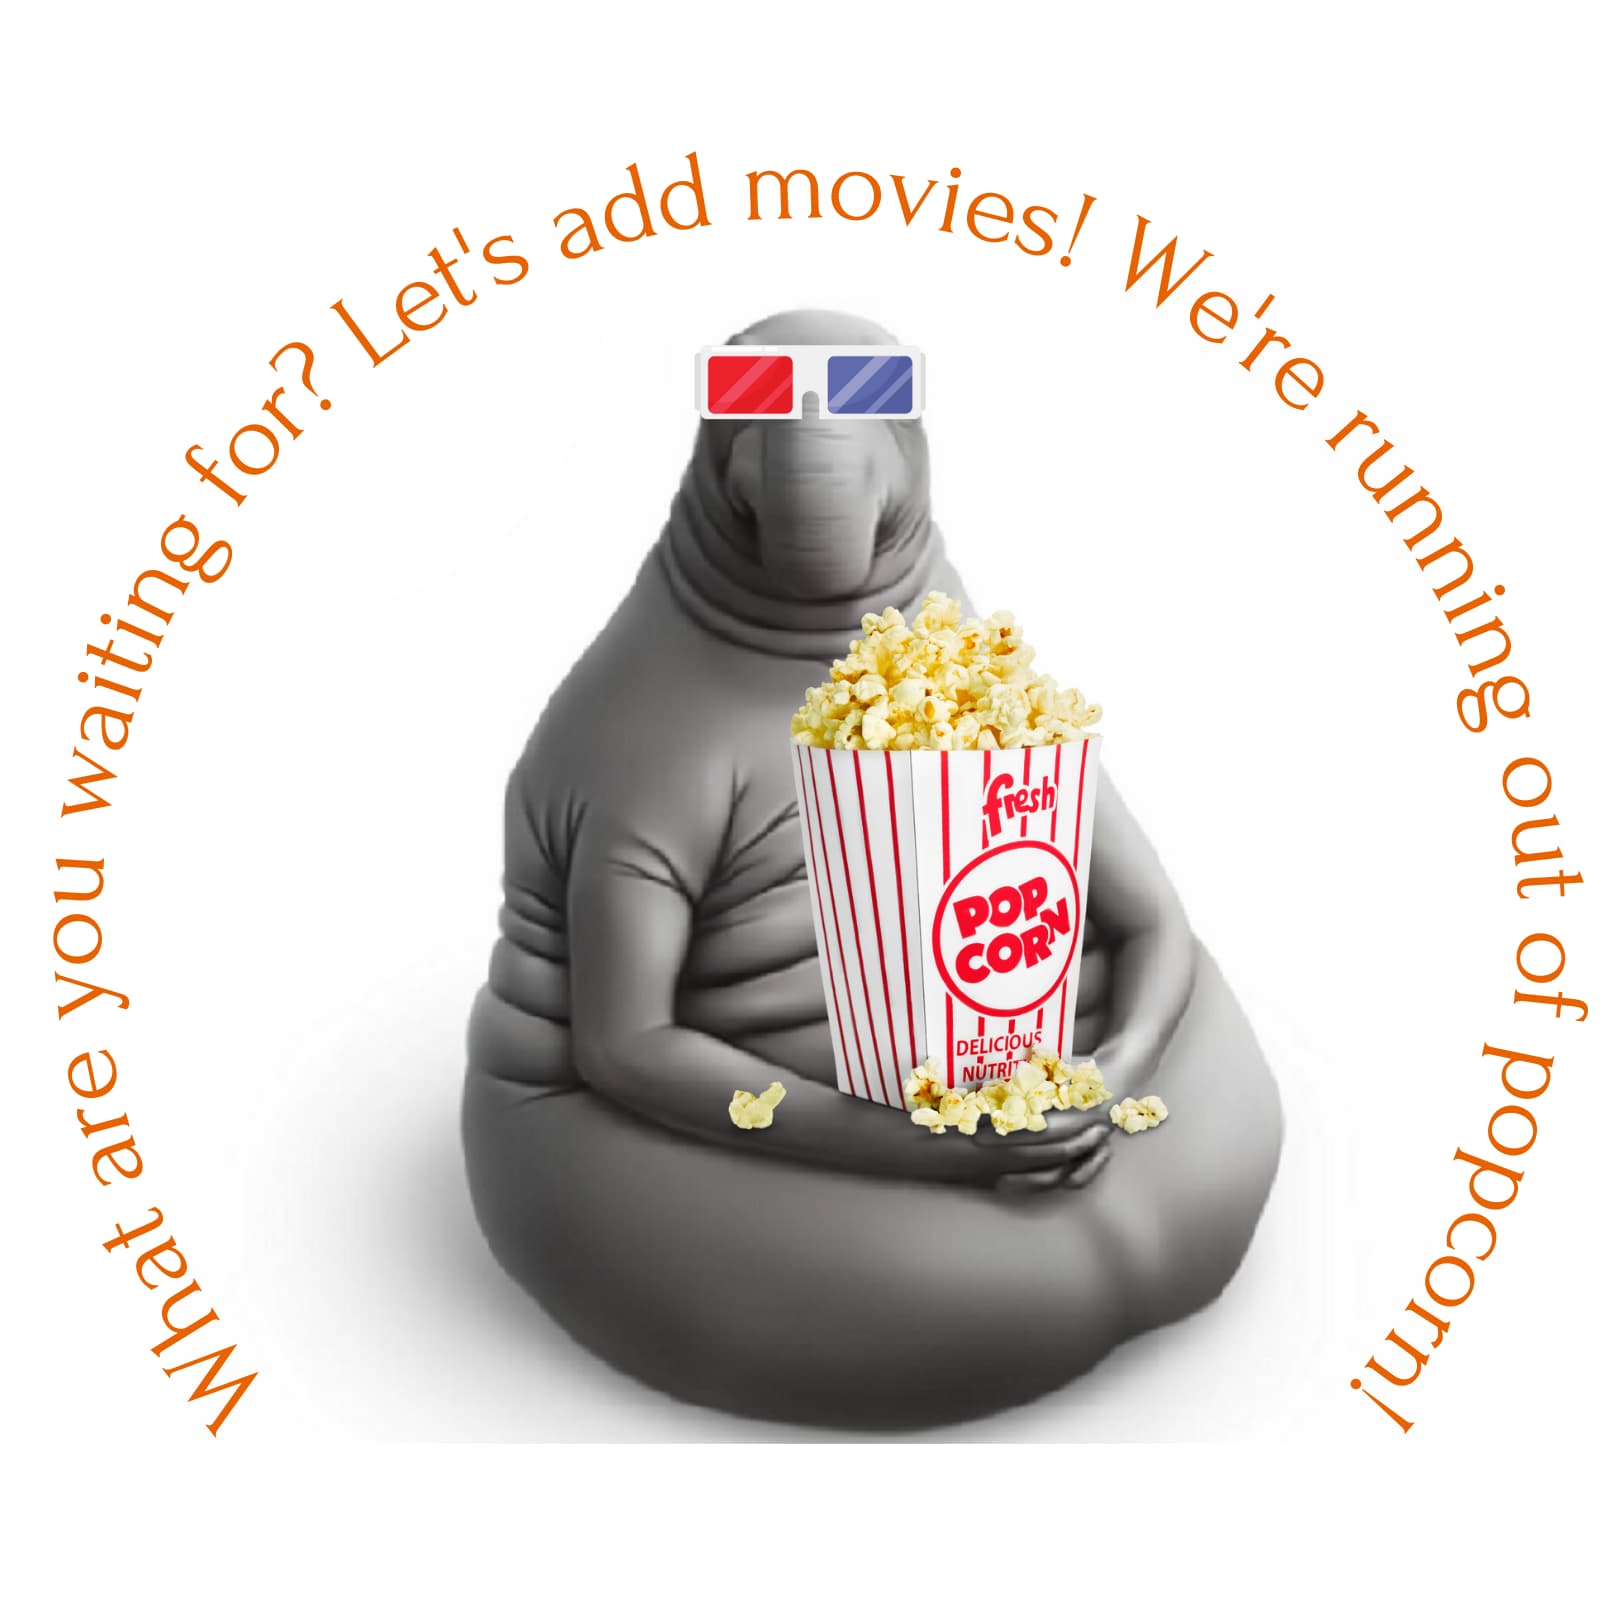 What are you waiting for? Let's add movies! We're running out of popcorn!
fresh
POP
CORN
DELICIOUS